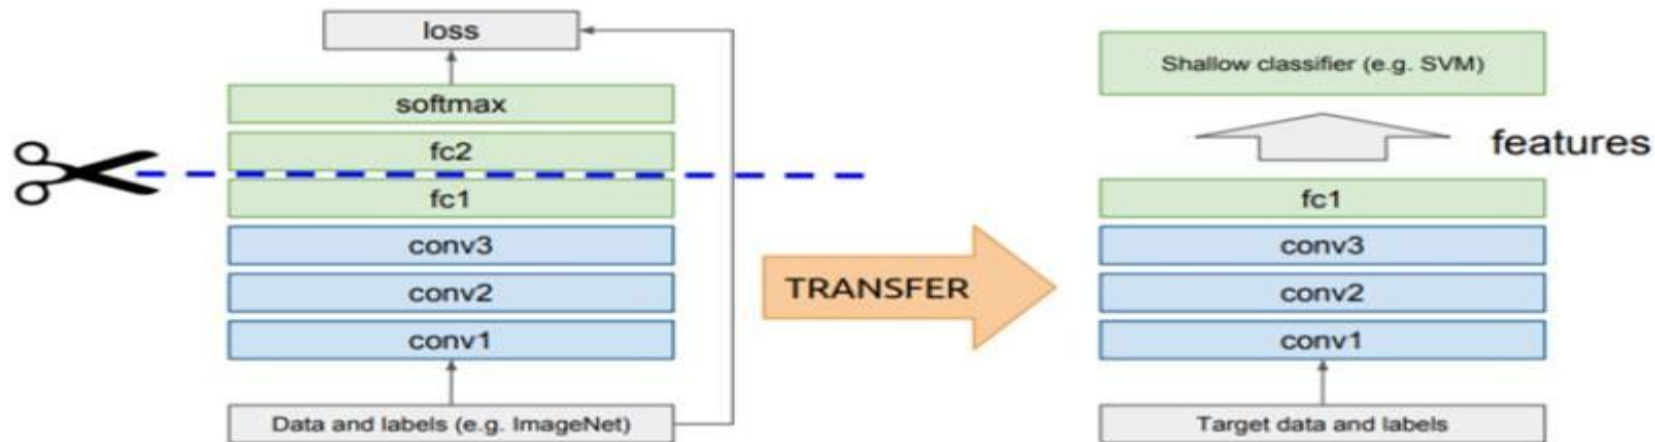 loss
softmax
fc2
fc1
conv3
conv2
conv1
Data and labels (e.g. ImageNet)
TRANSFER
Shallow classifier (e.g. SVM)
features
fc1
conv3
conv2
conv1
Target data and labels